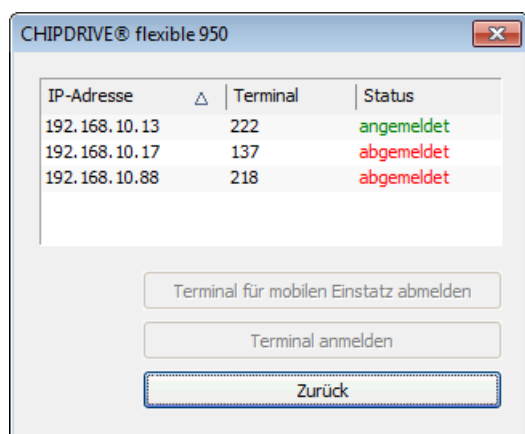 CHIPDRIVE® flexible 950
IP-Adresse Terminal Status
192.168.10.13 222 angemeldet
192.168.10.17 137 abgemeldet
192.168.10.88 218 abgemeldet
Terminal für mobilen Einstatz abmelden
Terminal anmelden
Zurück